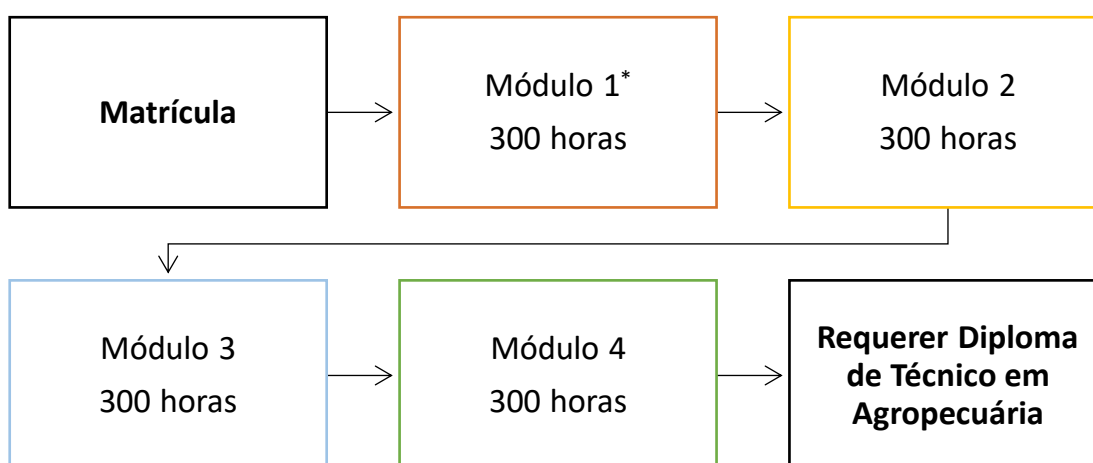 Matrícula
Módulo 1*
300 horas
Módulo 2
300 horas
Módulo 3
300 horas
Módulo 4
300 horas
Requerer Diploma
de Técnico em
Agropecuária